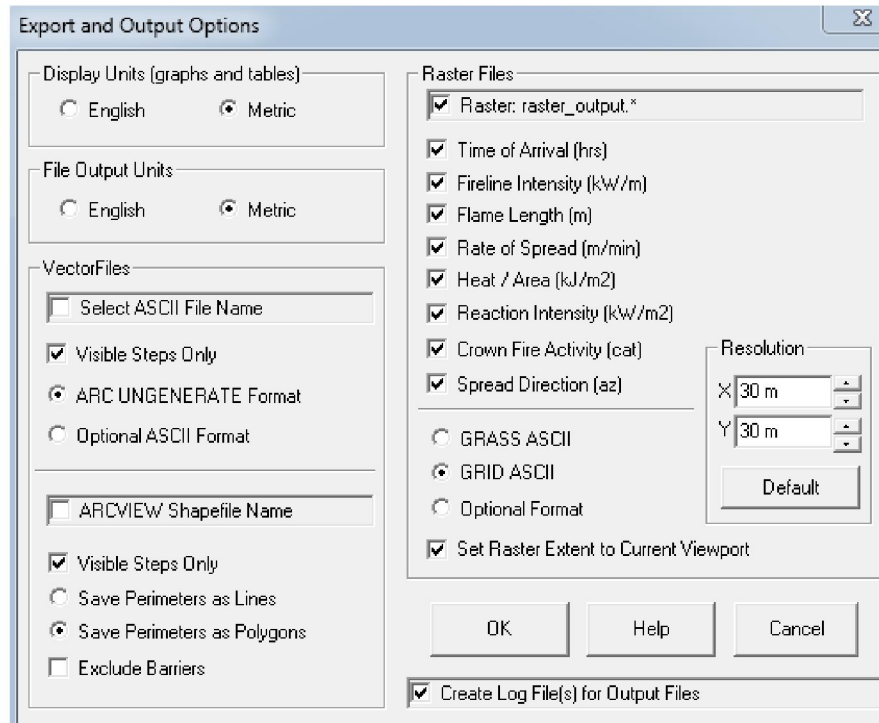 Export and Output Options
Display Units (graphs and tables)
English Metric
File Output Units
English Metric
VectorFiles
Select ASCII File Name
Visible Steps Only
ARC UNGENERATE Format
Optional ASCII Format
ARCVIEW Shapefile Name
Visible Steps Only
Save Perimeters as Lines
Save Perimeters as Polygons
Exclude Barriers
Raster Files
Raster: raster_output.*
Time of Arrival (hrs)
Fireline Intensity (kW/m)
Flame Length (m)
Rate of Spread (m/min)
Heat / Area (kJ/m2)
Reaction Intensity (kW/m2)
Crown Fire Activity (cat)
Spread Direction (az)
GRASS ASCII
GRID ASCII
Optional Format
Resolution
X 30 m
Y 30 m
Default
Set Raster Extent to Current Viewport
OK Help Cancel
Create Log File(s) for Output Files